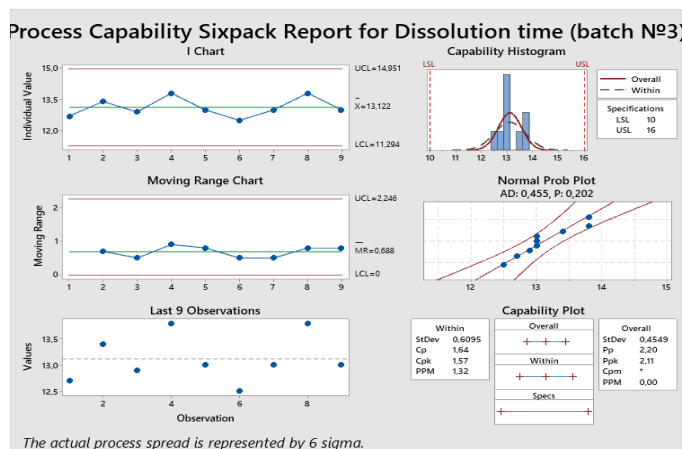 Process Capability Sixpack Report for Dissolution time (batch №3)
I Chart
Individual Value
15,0
13,5
12,0
UCL=14,951
X=13,122
LCL=11,294
1 2 3 4 5 6 7 8 9
Moving Range Chart
Moving Range
2
1
0
UCL=2,246
MR=0,688
LCL=0
1 2 3 4 5 6 7 8 9
Last 9 Observations
Values
13,5
13,0
12,5
2 4 6 8
Observation
Capability Histogram
LSL USL
10 11 12 13 14 15 16
Overall
Within
Specifications
LSL 10
USL 16
Normal Prob Plot
AD: 0,455, P: 0,202
12 13 14 15
Capability Plot
Within
StDev 0,6095
Cp 1,64
Cpk 1,57
PPM 1,32
Overall
Within
Specs
Overall
StDev 0,4549
Pp 2,20
Ppk 2,11
Cpm *
PPM 0,00
The actual process spread is represented by 6 sigma.